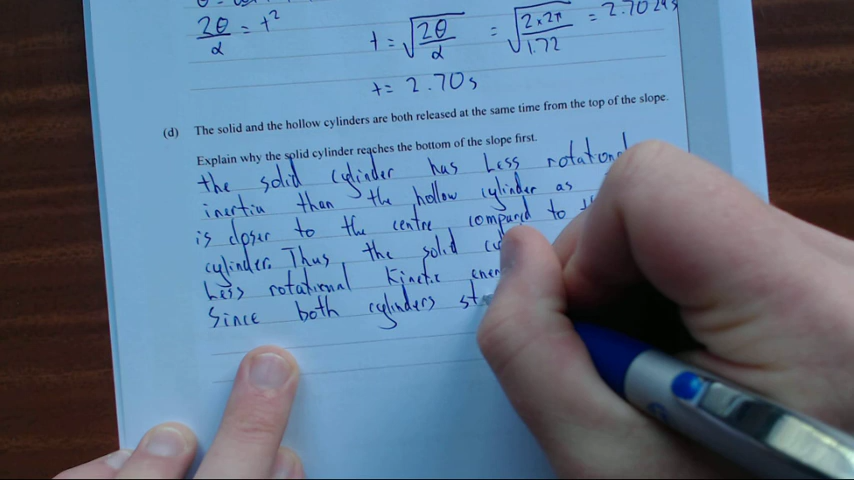 2θ/α = t²
t = √(2θ/α) = √(2×2π/1.72) = 2.7024s
t = 2.70s
(d) The solid and the hollow cylinders are both released at the same time from the top of the slope.
Explain why the solid cylinder reaches the bottom of the slope first.
the solid cylinder has less rotational
inertia than the hollow cylinder as
is closer to the centre compared to
cylinder. Thus, the solid
less rotational kinetic
Since both cylinders